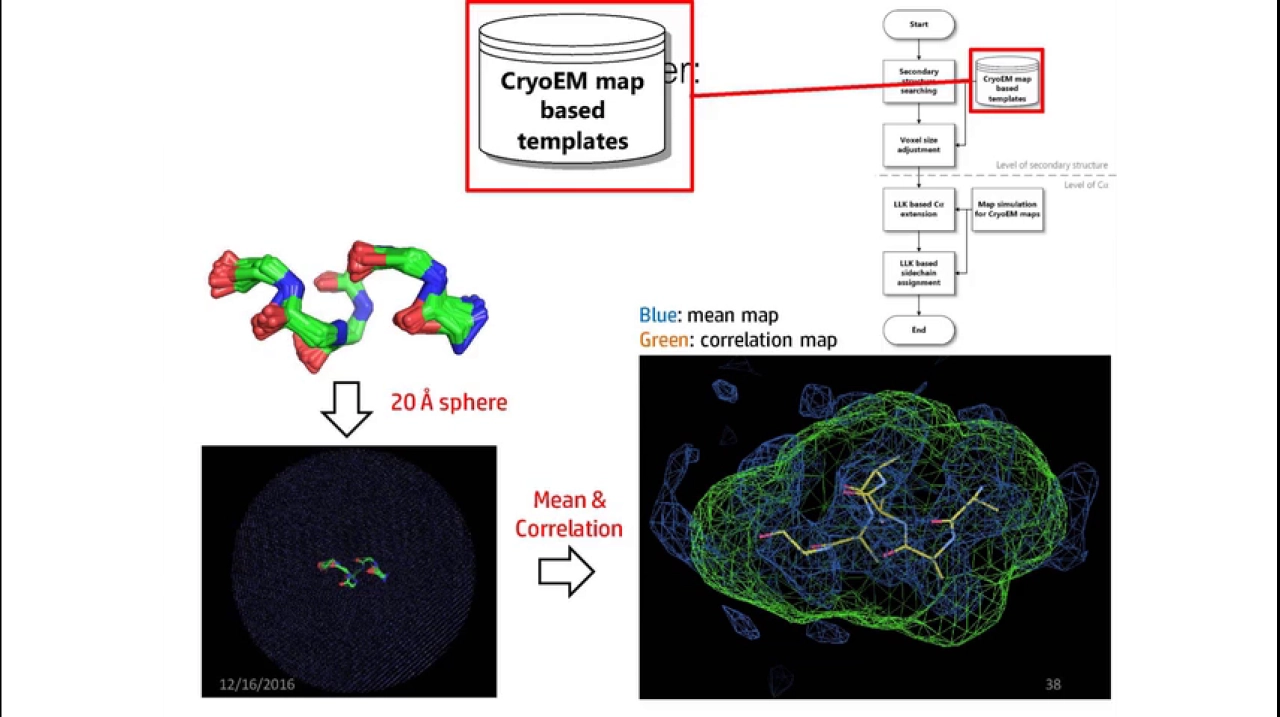 CryoEM map
based
templates
er:
Start
Secondary
structure
searching
CryoEM map
based
templates
Voxel size
adjustment
Level of secondary structure
Level of Cα
LLK based Cα
extension
Map simulation
for CryoEM maps
LLK based
sidechain
assignment
End
Blue: mean map
Green: correlation map
20 Å sphere
Mean &
Correlation
12/16/2016
38